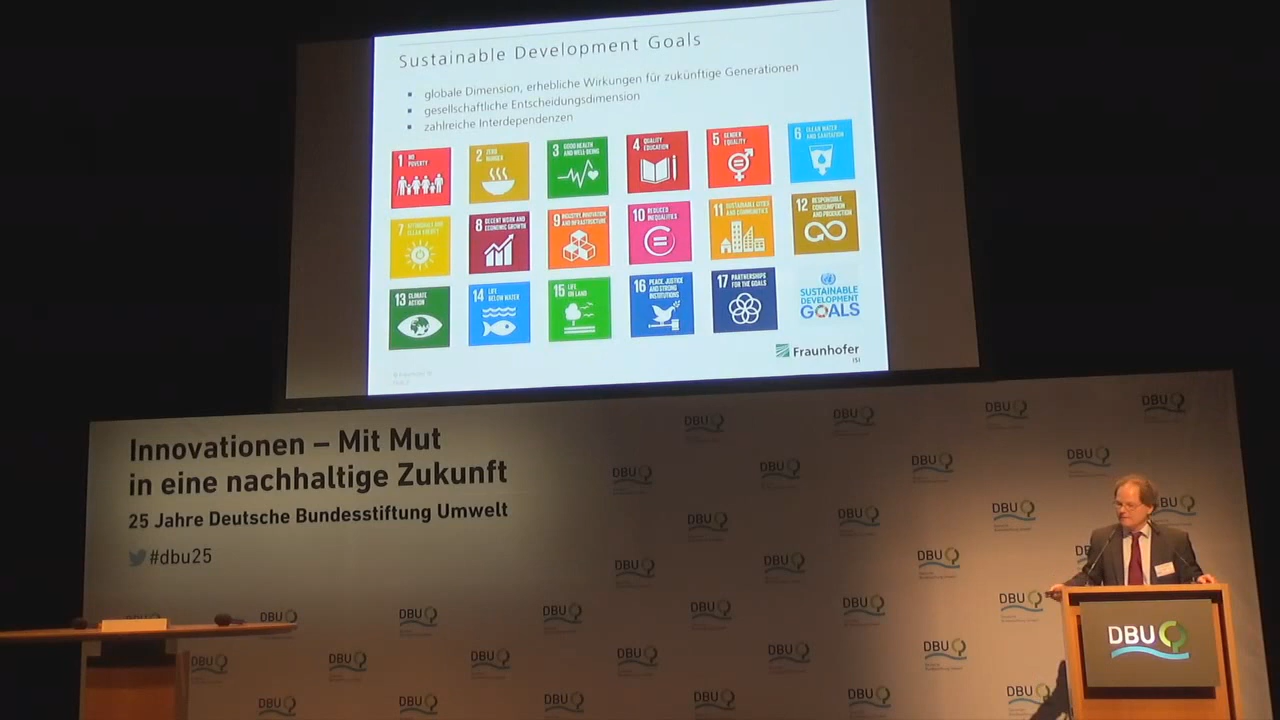 Sustainable Development Goals
globale Dimension, erhebliche Wirkungen für zukünftige Generationen
gesellschaftliche Entscheidungsdimension
zahlreiche Interdependenzen
1 NO
POVERTY
2 ZERO
HUNGER
3 GOOD HEALTH
AND WELL-BEING
4 QUALITY
EDUCATION
5 GENDER
EQUALITY
6 CLEAN WATER
AND SANITATION
7 AFFORDABLE AND
CLEAN ENERGY
8 DECENT WORK AND
ECONOMIC GROWTH
9 INDUSTRY, INNOVATION
AND INFRASTRUCTURE
10 REDUCED
INEQUALITIES
11 SUSTAINABLE CITIES
AND COMMUNITIES
12 RESPONSIBLE
CONSUMPTION
AND PRODUCTION
13 CLIMATE
ACTION
14 LIFE
BELOW WATER
15 LIFE
ON LAND
16 PEACE, JUSTICE
AND STRONG
INSTITUTIONS
17 PARTNERSHIPS
FOR THE GOALS
SUSTAINABLE
DEVELOPMENT
GOALS
Fraunhofer
ISI
Innovationen – Mit Mut
in eine nachhaltige Zukunft
25 Jahre Deutsche Bundesstiftung Umwelt
#dbu25
DBU